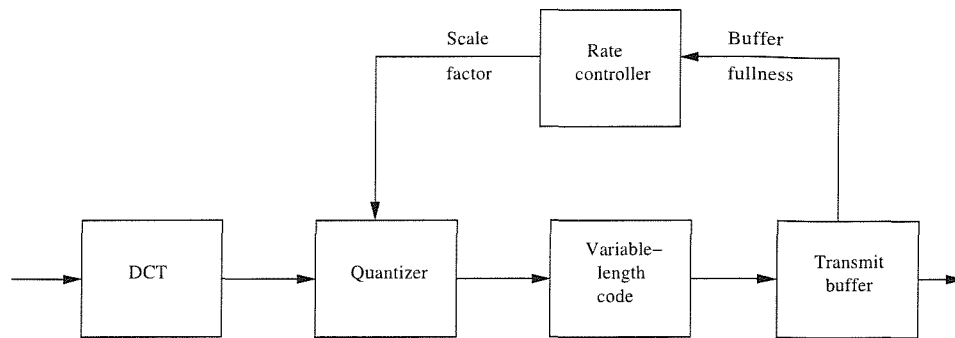 Scale
factor
Rate
controller
Buffer
fullness
DCT
Quantizer
Variable–
length
code
Transmit
buffer